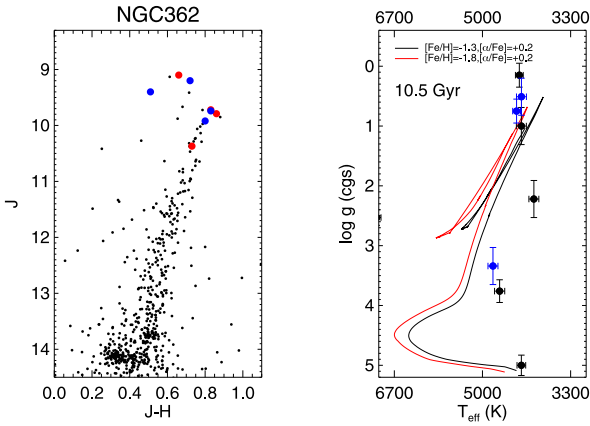 NGC362
J
9
10
11
12
13
14
0.0 0.2 0.4 0.6 0.8 1.0
J-H
6700 5000 3300
[Fe/H]=-1.3,[α/Fe]=+0.2
[Fe/H]=-1.8,[α/Fe]=+0.2
10.5 Gyr
log g (cgs)
0
1
2
3
4
5
6700 5000 3300
T_eff (K)